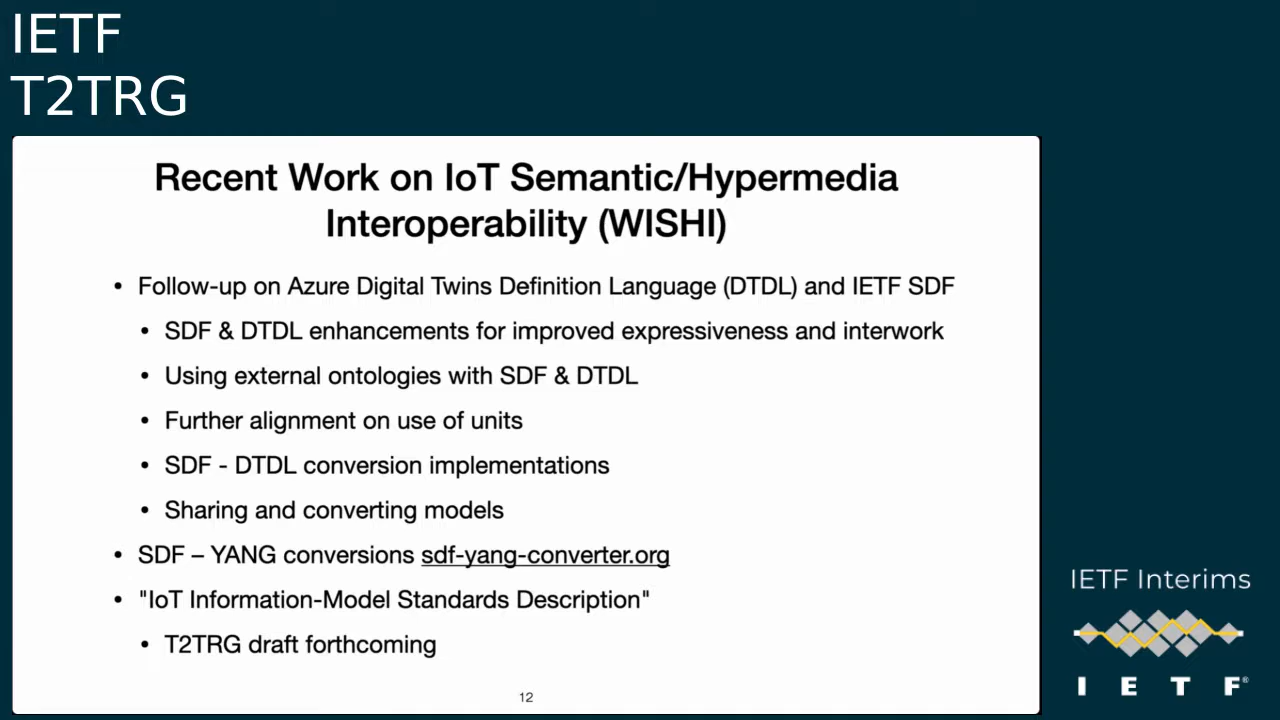 IETF
T2TRG
Recent Work on IoT Semantic/Hypermedia
Interoperability (WISHI)
• Follow-up on Azure Digital Twins Definition Language (DTDL) and IETF SDF
• SDF & DTDL enhancements for improved expressiveness and interwork
• Using external ontologies with SDF & DTDL
• Further alignment on use of units
• SDF - DTDL conversion implementations
• Sharing and converting models
• SDF – YANG conversions sdf-yang-converter.org
• "IoT Information-Model Standards Description"
• T2TRG draft forthcoming
12
IETF Interims
I E T F®